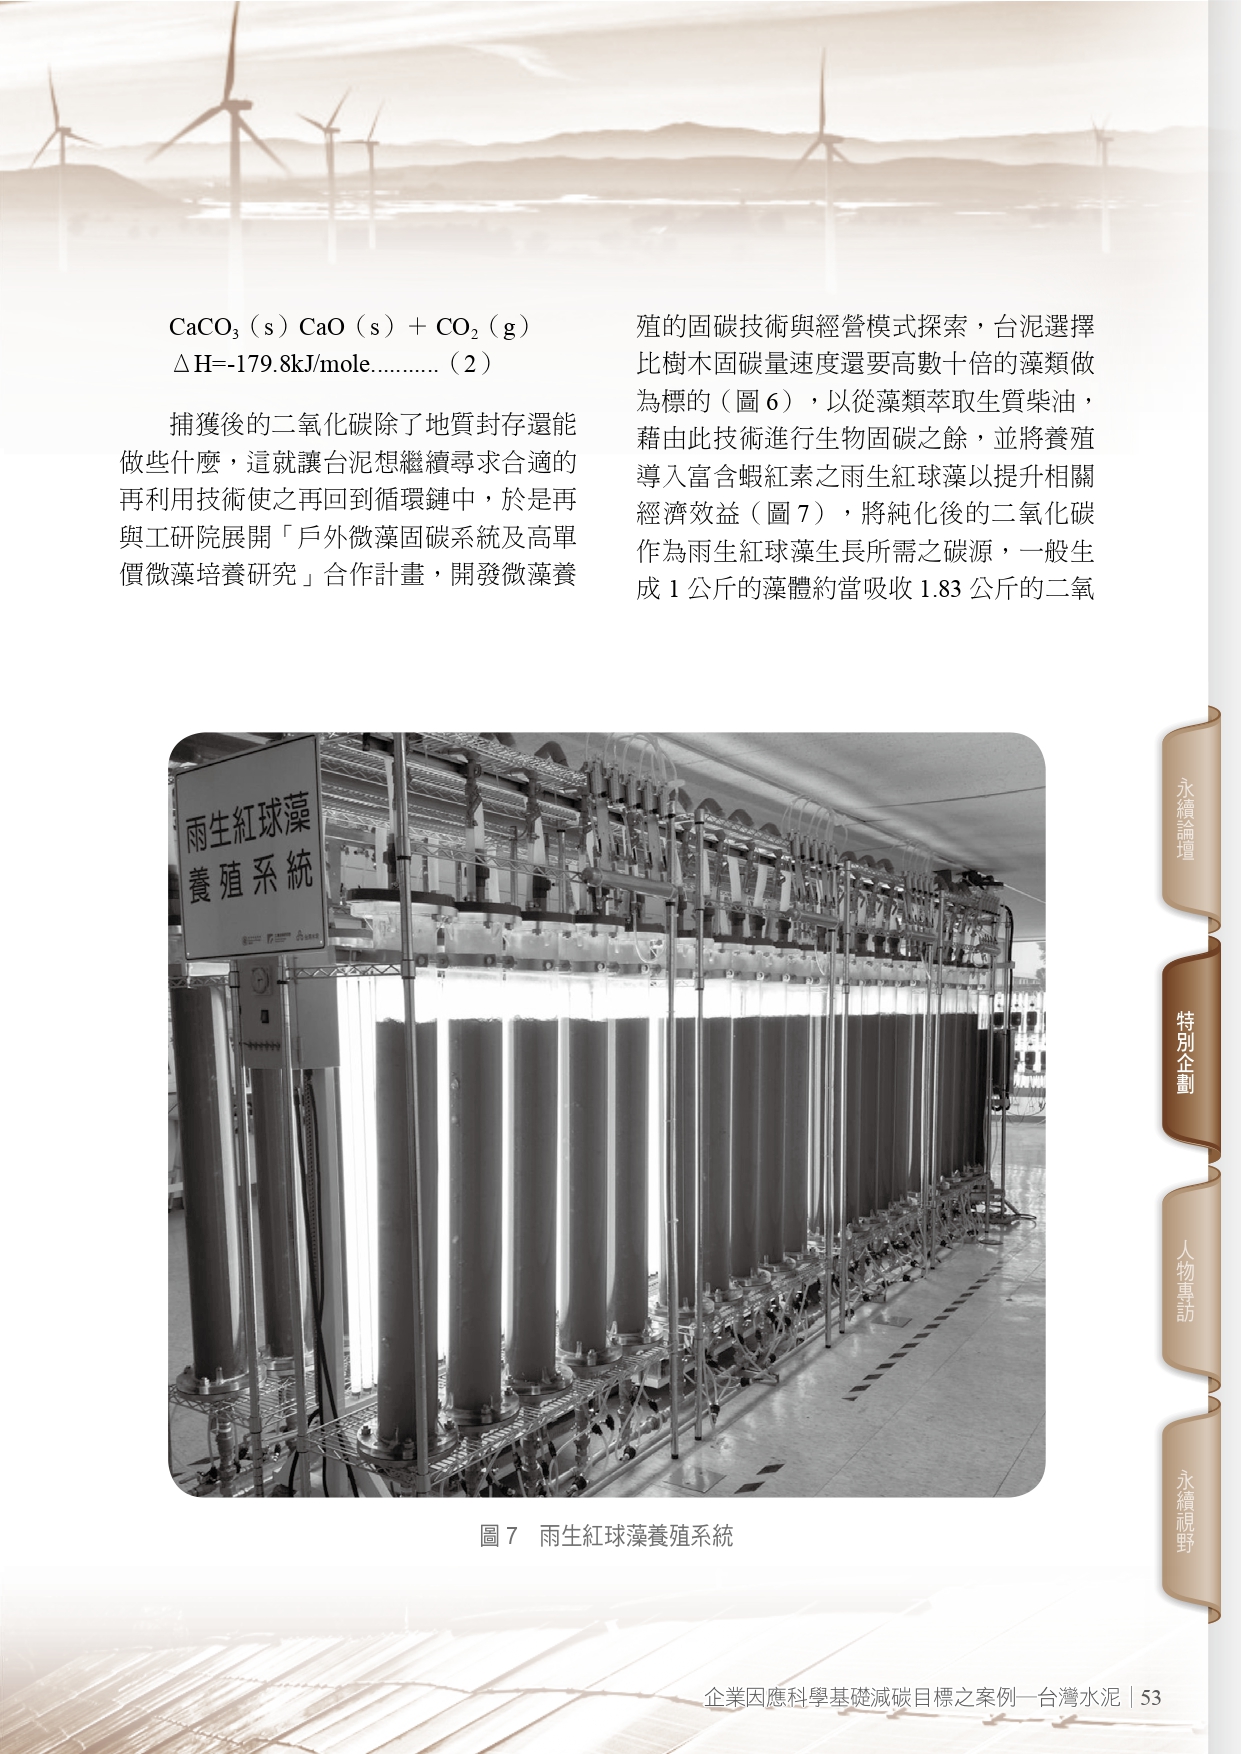 CaCO₃（s）CaO（s）＋ CO₂（g）
△H=-179.8kJ/mole...........（2）
捕獲後的二氧化碳除了地質封存還能
做些什麼，這就讓台泥想繼續尋求合適的
再利用技術使之再回到循環鏈中，於是再
與工研院展開「戶外微藻固碳系統及高單
價微藻培養研究」合作計畫，開發微藻養
殖的固碳技術與經營模式探索，台泥選擇
比樹木固碳量速度還要高數十倍的藻類做
為標的（圖 6），以從藻類萃取生質柴油，
藉由此技術進行生物固碳之餘，並將養殖
導入富含蝦紅素之雨生紅球藻以提升相關
經濟效益（圖 7），將純化後的二氧化碳
作為雨生紅球藻生長所需之碳源，一般生
成 1 公斤的藻體約當吸收 1.83 公斤的二氧
雨生紅球藻
養殖系統
圖 7　雨生紅球藻養殖系統
永續論壇
特別企劃
人物專訪
永續視野
企業因應科學基礎減碳目標之案例—台灣水泥｜53